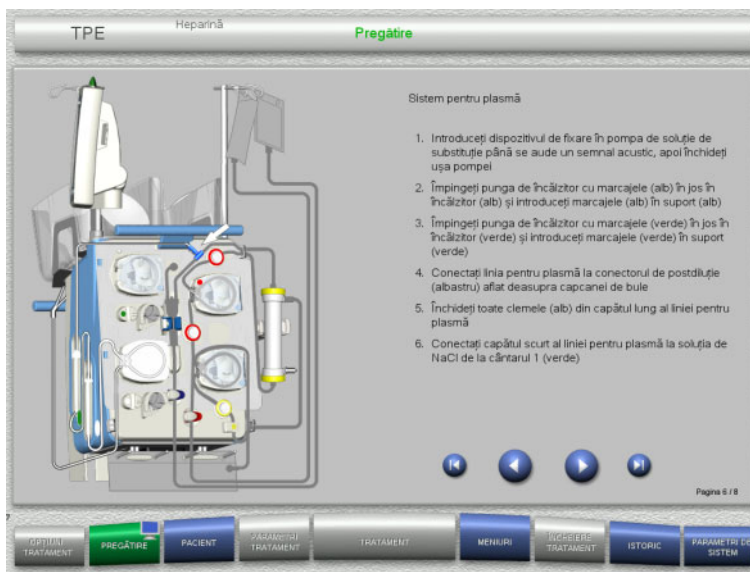 TPE
Heparină
Pregătire
Sistem pentru plasmă
1. Introduceți dispozitivul de fixare în pompa de soluție de
substituție până se aude un semnal acustic, apoi închideți
ușa pompei
2. Împingeți punga de încălzitor cu marcajele (alb) în jos în
încălzitor (alb) și introduceți marcajele (alb) în suport (alb)
3. Împingeți punga de încălzitor cu marcajele (verde) în jos în
încălzitor (verde) și introduceți marcajele (verde) în suport
(verde)
4. Conectați linia pentru plasmă la conectorul de postdiluție
(albastru) aflat deasupra capcanei de bule
5. Închideți toate clemele (alb) din capătul lung al liniei pentru
plasmă
6. Conectați capătul scurt al liniei pentru plasmă la soluția de
NaCl de la cântarul 1 (verde)
Pagina 6 / 8
OPȚIUNI
TRATAMENT
PREGĂTIRE
PACIENT
PARAMETRI
TRATAMENT
TRATAMENT
MENIURI
ÎNCHEIERE
TRATAMENT
ISTORIC
PARAMETRI DE
SISTEM